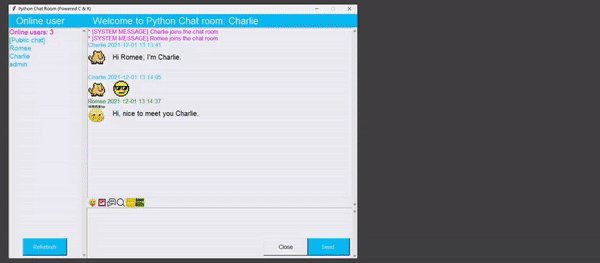 Python Chat Room (Powered C & R)
Online user
Welcome to Python Chat room: Charlie
Online users: 3
[Public chat]
Romee
Charlie
admin
* [SYSTEM MESSAGE] Charlie joins the chat room
* [SYSTEM MESSAGE] Romee joins the chat room
Charlie 2021-12-01 13:13:41
Hi Romee, I'm Charlie.
Charlie 2021-12-01 13:14:05
Romee 2021-12-01 13:14:37
Hi, nice to meet you Charlie.
Refrehesh
Close
Send